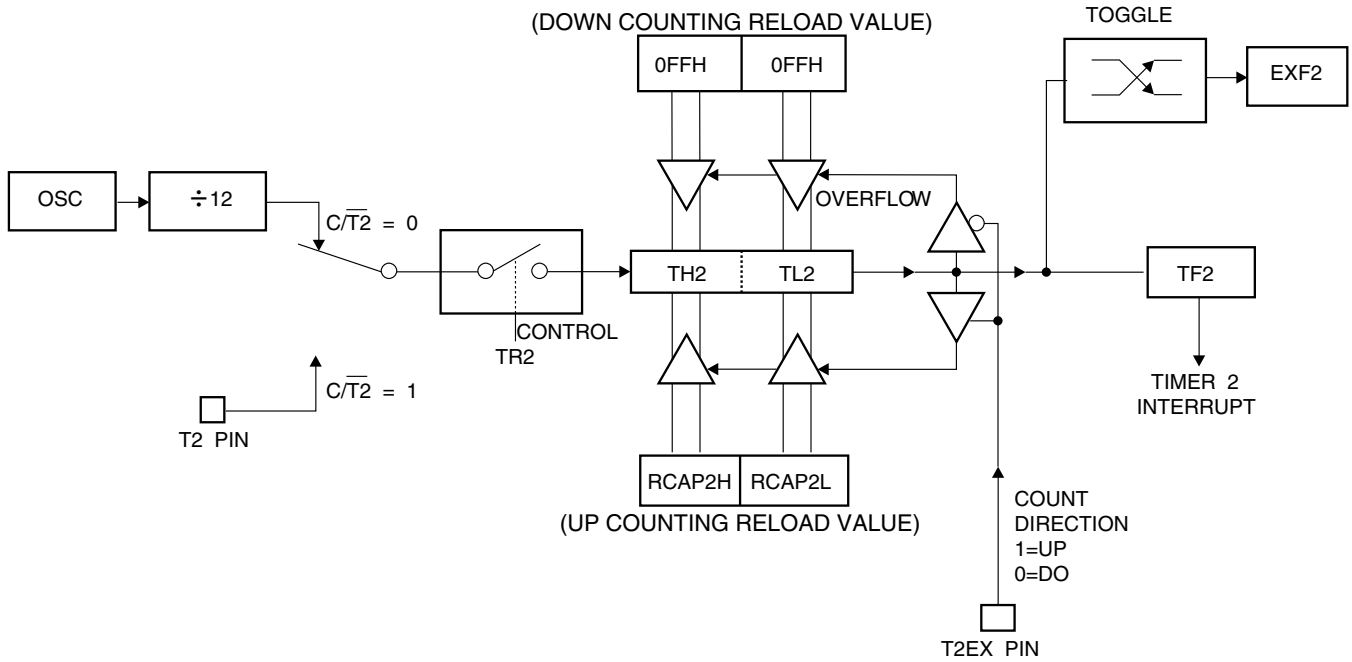 (DOWN COUNTING RELOAD VALUE)
TOGGLE
0FFH 0FFH
EXF2
OSC
÷12
OVERFLOW
C/T2̅ = 0
TH2 TL2
TF2
CONTROL
TR2
C/T2̅ = 1
T2 PIN
TIMER 2
INTERRUPT
RCAP2H RCAP2L
(UP COUNTING RELOAD VALUE)
COUNT
DIRECTION
1=UP
0=DO
T2EX PIN